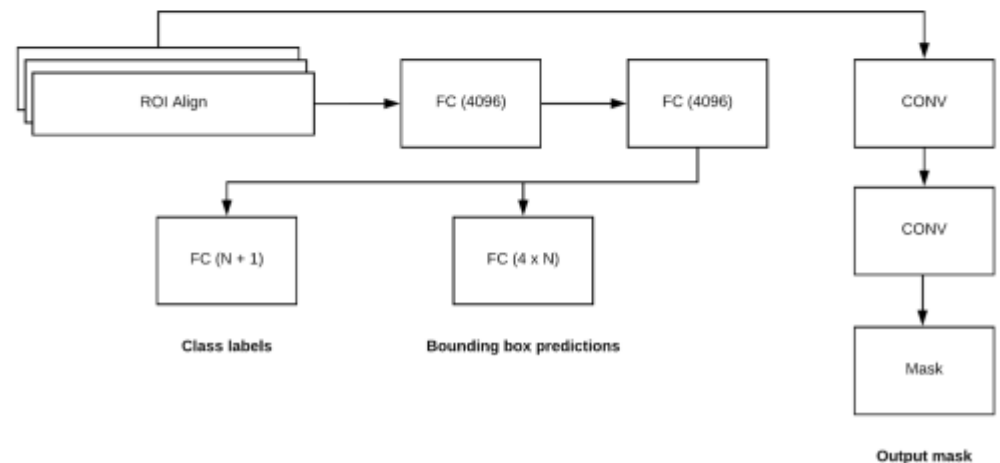 ROI Align
FC (4096)
FC (4096)
CONV
CONV
FC (N + 1)
FC (4 x N)
Class labels
Bounding box predictions
Mask
Output mask